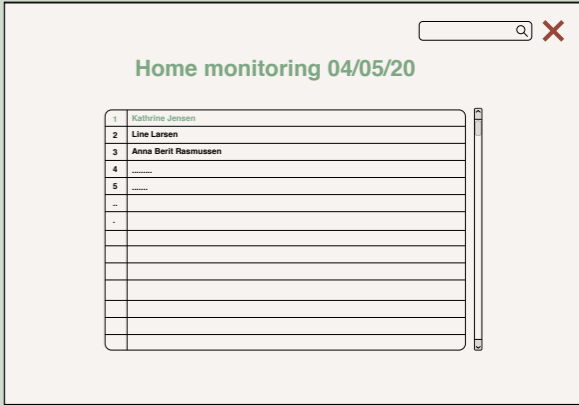 Home monitoring 04/05/20
1 Kathrine Jensen
2 Line Larsen
3 Anna Berit Rasmussen
4 .........
5 .......
..
.